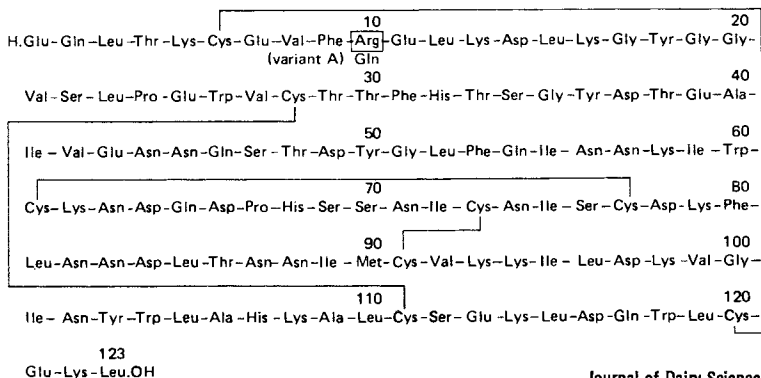 10 20
H.Glu-Gln-Leu-Thr-Lys-Cys-Glu-Val-Phe-Arg-Glu-Leu-Lys-Asp-Leu-Lys-Gly-Tyr-Gly-Gly-
(variant A) Gln
30 40
Val-Ser-Leu-Pro-Glu-Trp-Val-Cys-Thr-Thr-Phe-His-Thr-Ser-Gly-Tyr-Asp-Thr-Glu-Ala-
50 60
Ile-Val-Glu-Asn-Asn-Gln-Ser-Thr-Asp-Tyr-Gly-Leu-Phe-Gln-Ile-Asn-Asn-Lys-Ile-Trp-
70 80
Cys-Lys-Asn-Asp-Gln-Asp-Pro-His-Ser-Ser-Asn-Ile-Cys-Asn-Ile-Ser-Cys-Asp-Lys-Phe-
90 100
Leu-Asn-Asn-Asp-Leu-Thr-Asn-Asn-Ile-Met-Cys-Val-Lys-Lys-Ile-Leu-Asp-Lys-Val-Gly-
110 120
Ile-Asn-Tyr-Trp-Leu-Ala-His-Lys-Ala-Leu-Cys-Ser-Glu-Lys-Leu-Asp-Gln-Trp-Leu-Cys-
123
Glu-Lys-Leu.OH